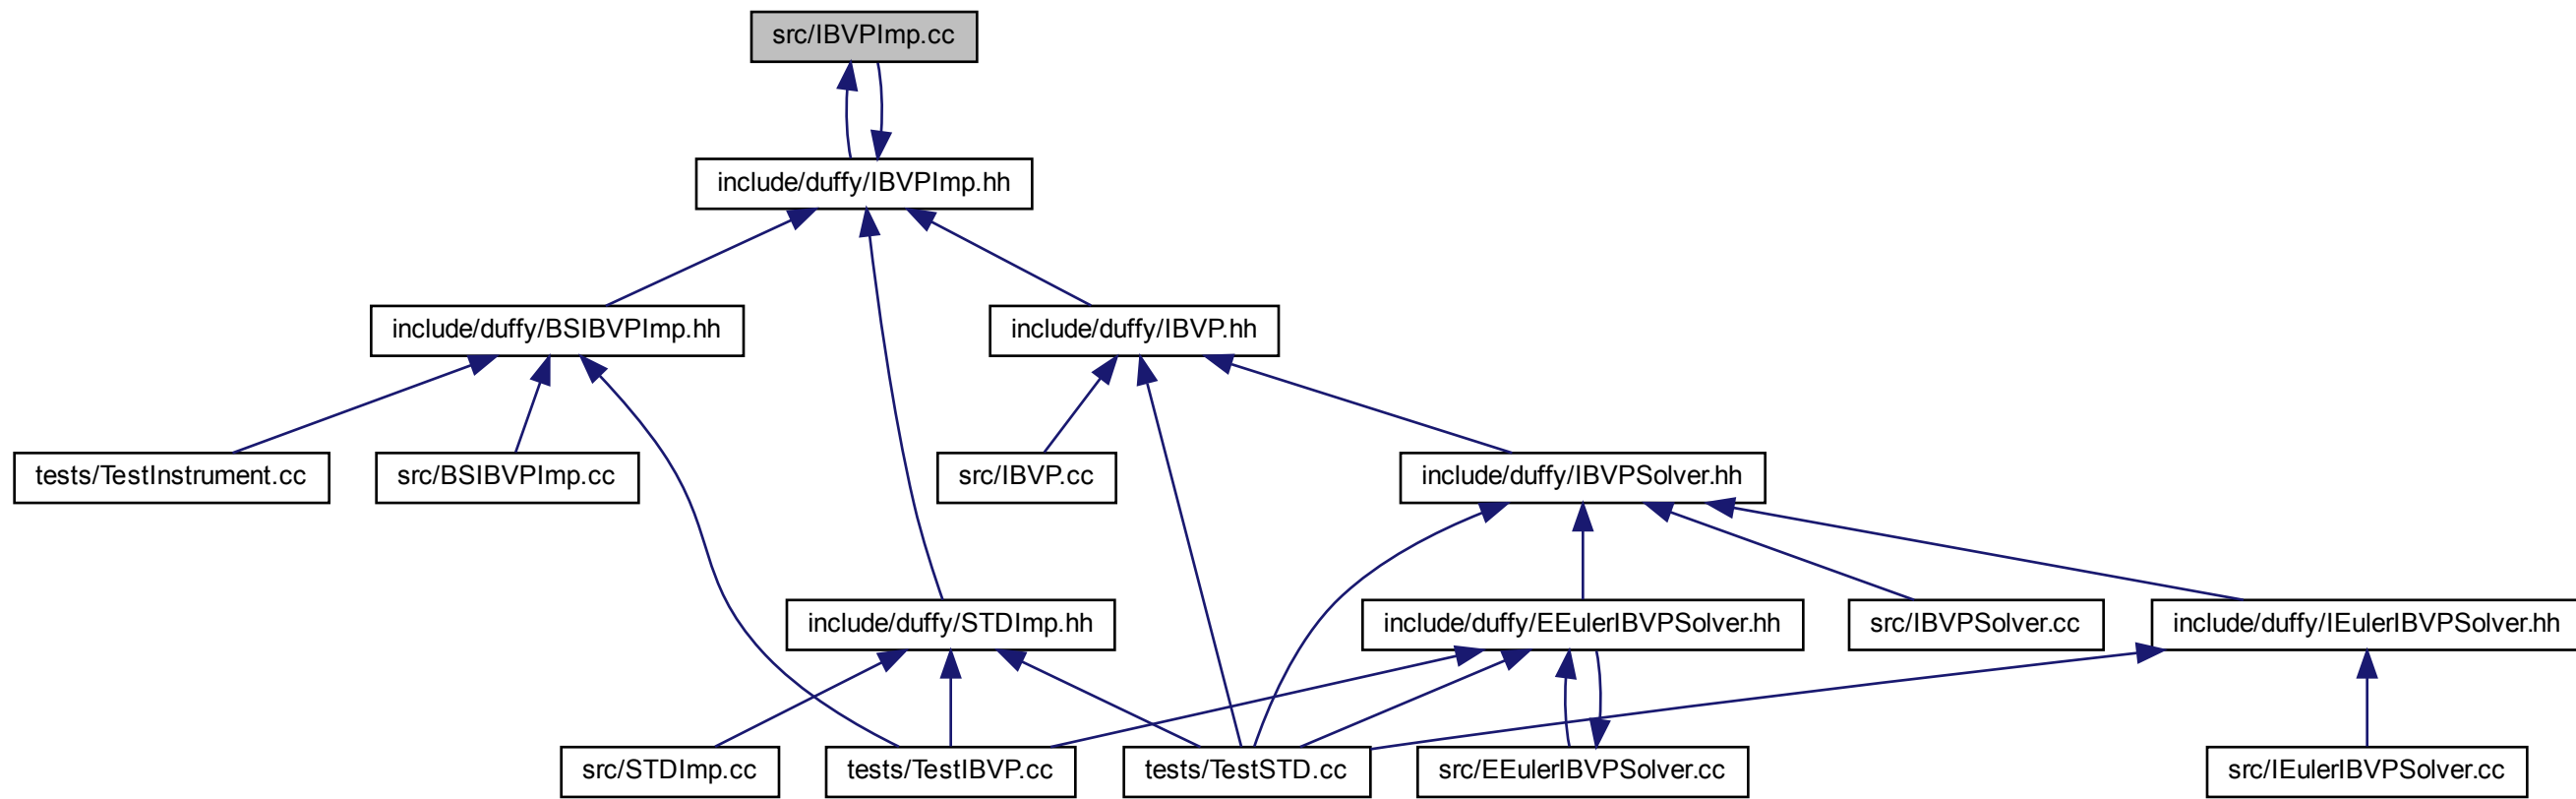 src/IBVPImp.cc
include/duffy/IBVPImp.hh
include/duffy/BSIBVPImp.hh
include/duffy/IBVP.hh
tests/TestInstrument.cc
src/BSIBVPImp.cc
src/IBVP.cc
include/duffy/IBVPSolver.hh
include/duffy/STDImp.hh
include/duffy/EEulerIBVPSolver.hh
src/IBVPSolver.cc
include/duffy/IEulerIBVPSolver.hh
src/STDImp.cc
tests/TestIBVP.cc
tests/TestSTD.cc
src/EEulerIBVPSolver.cc
src/IEulerIBVPSolver.cc